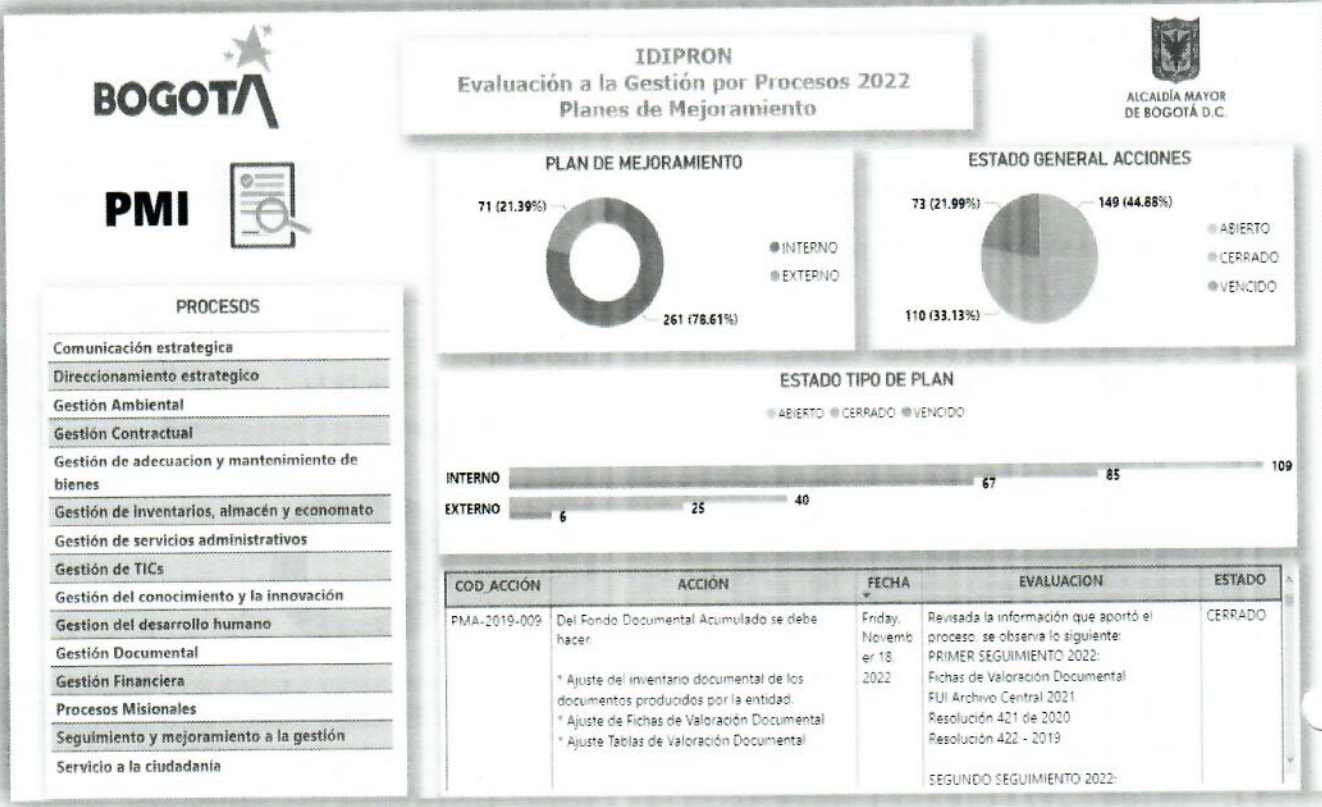 BOGOTÁ
IDIPRON
Evaluación a la Gestión por Procesos 2022
Planes de Mejoramiento
ALCALDÍA MAYOR
DE BOGOTÁ D.C.
PMI
PROCESOS
Comunicación estrategica
Direccionamiento estrategico
Gestión Ambiental
Gestión Contractual
Gestión de adecuacion y mantenimiento de
bienes
Gestión de inventarios, almacén y economato
Gestión de servicios administrativos
Gestión de TICs
Gestión del conocimiento y la innovación
Gestion del desarrollo humano
Gestión Documental
Gestión Financiera
Procesos Misionales
Seguimiento y mejoramiento a la gestión
Servicio a la ciudadanía
PLAN DE MEJORAMIENTO
71 (21.39%)
INTERNO
EXTERNO
261 (78.61%)
ESTADO GENERAL ACCIONES
73 (21.99%)
149 (44.88%)
ABIERTO
CERRADO
VENCIDO
110 (33.13%)
ESTADO TIPO DE PLAN
ABIERTO CERRADO VENCIDO
INTERNO 67 85 109
EXTERNO 6 25 40
COD_ACCIÓN ACCIÓN FECHA EVALUACION ESTADO
PMA-2019-009
Del Fondo Documental Acumulado se debe
hacer:
* Ajuste del inventario documental de los
documentos producidos por la entidad.
* Ajuste de Fichas de Valoración Documental
* Ajuste Tablas de Valoración Documental
Friday,
Novemb
er 18,
2022
Revisada la información que aportó el
proceso, se observa lo siguiente:
PRIMER SEGUIMIENTO 2022:
Fichas de Valoración Documental
FUI Archivo Central 2021
Resolución 421 de 2020
Resolución 422 - 2019
SEGUNDO SEGUIMIENTO 2022:
CERRADO